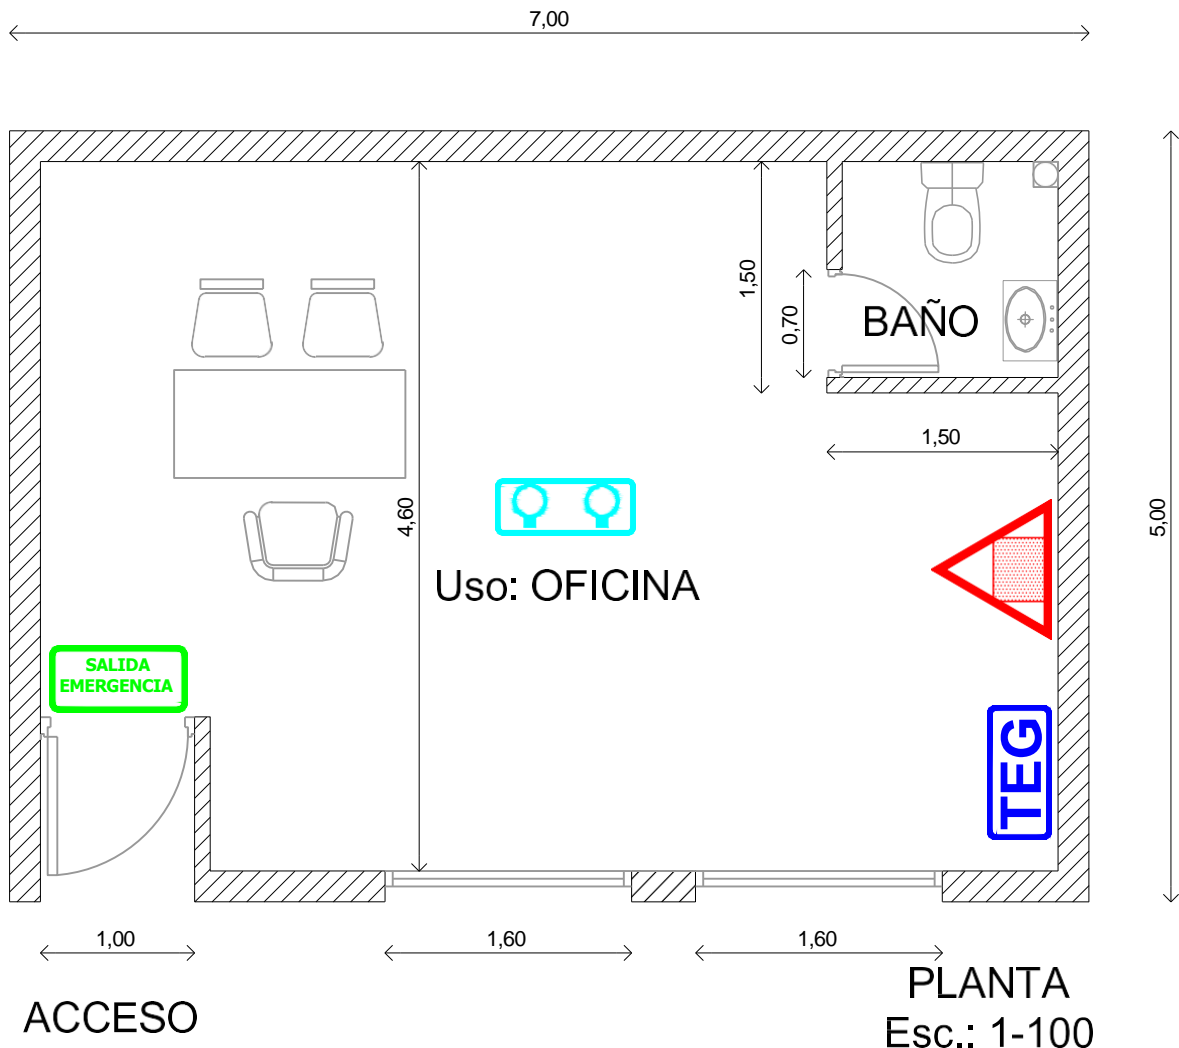 7,00
1,50
0,70
BAÑO
1,50
4,60
5,00
Uso: OFICINA
SALIDA
EMERGENCIA
TEG
1,00
1,60
1,60
PLANTA
ACCESO
Esc.: 1-100